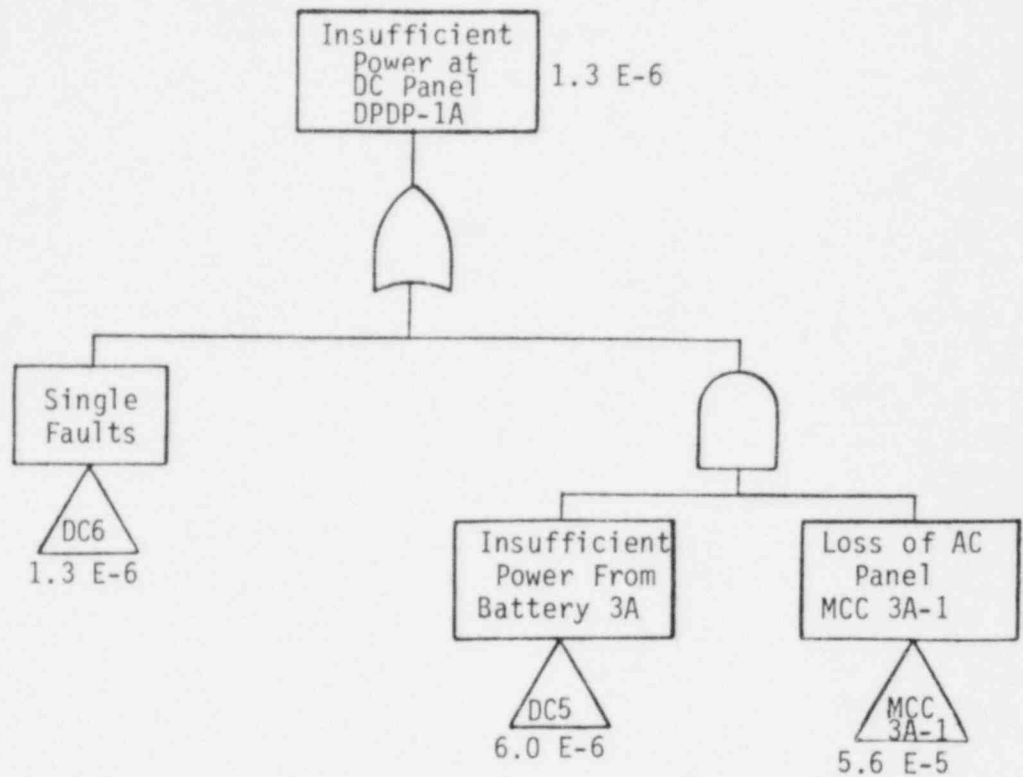 Insufficient
Power at
DC Panel
DPDP-1A
1.3 E-6
Single
Faults
DC6
1.3 E-6
Insufficient
Power From
Battery 3A
DC5
6.0 E-6
Loss of AC
Panel
MCC 3A-1
MCC
3A-1
5.6 E-5